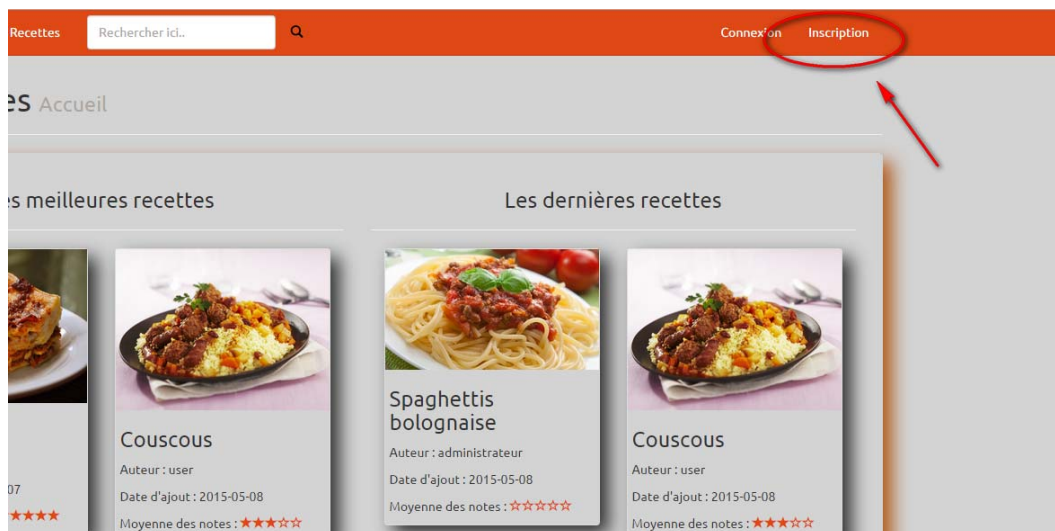 Recettes Rechercher ici.. Connexion Inscription
es Accueil
s meilleures recettes
Les dernières recettes
07
★★★★
Couscous
Auteur : user
Date d'ajout : 2015-05-08
Moyenne des notes : ★★★☆☆
Spaghettis
bolognaise
Auteur : administrateur
Date d'ajout : 2015-05-08
Moyenne des notes : ☆☆☆☆☆
Couscous
Auteur : user
Date d'ajout : 2015-05-08
Moyenne des notes : ★★★☆☆